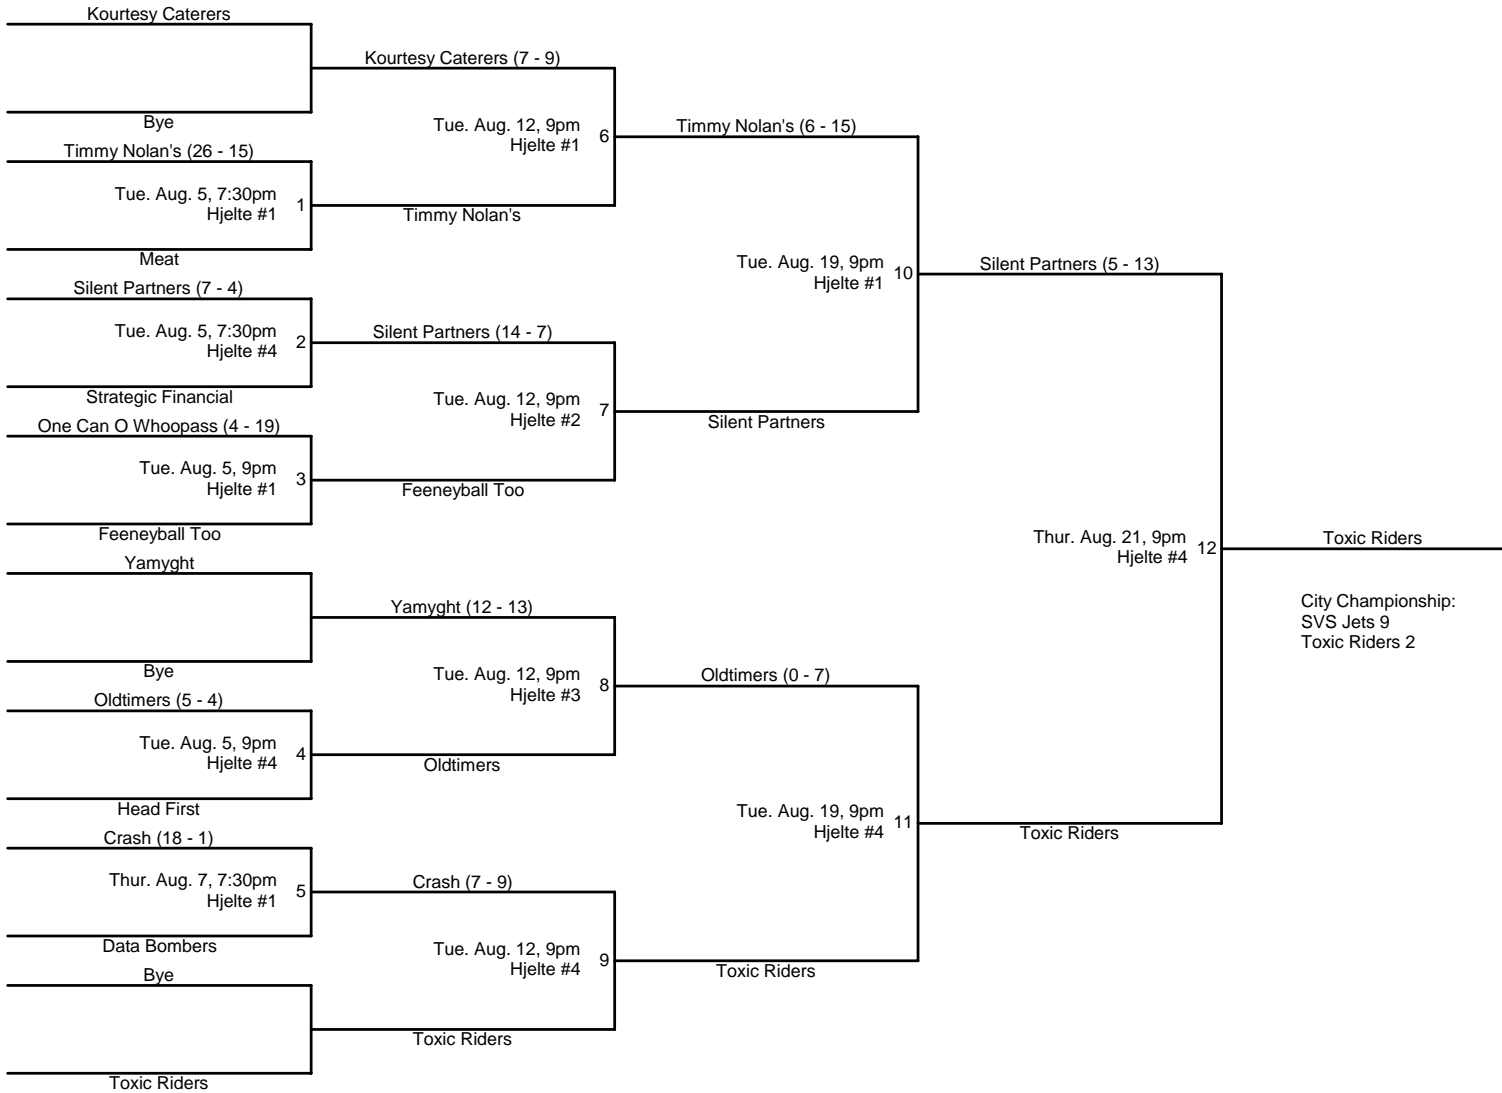 Kourtesy Caterers
Bye
Timmy Nolan's (26 - 15)
Tue. Aug. 5, 7:30pm
Hjelte #1
1
Meat
Silent Partners (7 - 4)
Tue. Aug. 5, 7:30pm
Hjelte #4
2
Strategic Financial
One Can O Whoopass (4 - 19)
Tue. Aug. 5, 9pm
Hjelte #1
3
Feeneyball Too
Yamyght
Bye
Oldtimers (5 - 4)
Tue. Aug. 5, 9pm
Hjelte #4
4
Head First
Crash (18 - 1)
Thur. Aug. 7, 7:30pm
Hjelte #1
5
Data Bombers
Bye
Toxic Riders
Kourtesy Caterers (7 - 9)
Tue. Aug. 12, 9pm
Hjelte #1
6
Timmy Nolan's
Silent Partners (14 - 7)
Tue. Aug. 12, 9pm
Hjelte #2
7
Feeneyball Too
Yamyght (12 - 13)
Tue. Aug. 12, 9pm
Hjelte #3
8
Oldtimers
Crash (7 - 9)
Tue. Aug. 12, 9pm
Hjelte #4
9
Toxic Riders
Timmy Nolan's (6 - 15)
Tue. Aug. 19, 9pm
Hjelte #1
10
Silent Partners
Oldtimers (0 - 7)
Tue. Aug. 19, 9pm
Hjelte #4
11
Toxic Riders
Silent Partners (5 - 13)
Thur. Aug. 21, 9pm
Hjelte #4
12
Toxic Riders
Toxic Riders
City Championship:
SVS Jets 9
Toxic Riders 2